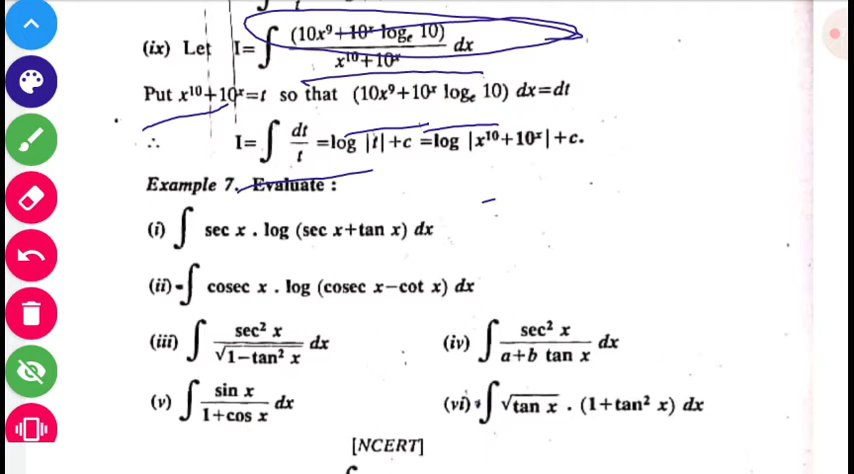 (ix) Let I=∫ (10x⁹+10ˣ logₑ 10) / x¹⁰+10ˣ dx
Put x¹⁰+10ˣ=t so that (10x⁹+10ˣ logₑ 10) dx=dt
∴ I=∫ dt/t =log |t|+c =log |x¹⁰+10ˣ|+c.
Example 7. Evaluate :
(i) ∫ sec x . log (sec x+tan x) dx
(ii) ∫ cosec x . log (cosec x−cot x) dx
(iii) ∫ sec² x / √1−tan² x dx (iv) ∫ sec² x / a+b tan x dx
(v) ∫ sin x / 1+cos x dx (vi) ∫ √tan x . (1+tan² x) dx
[NCERT]